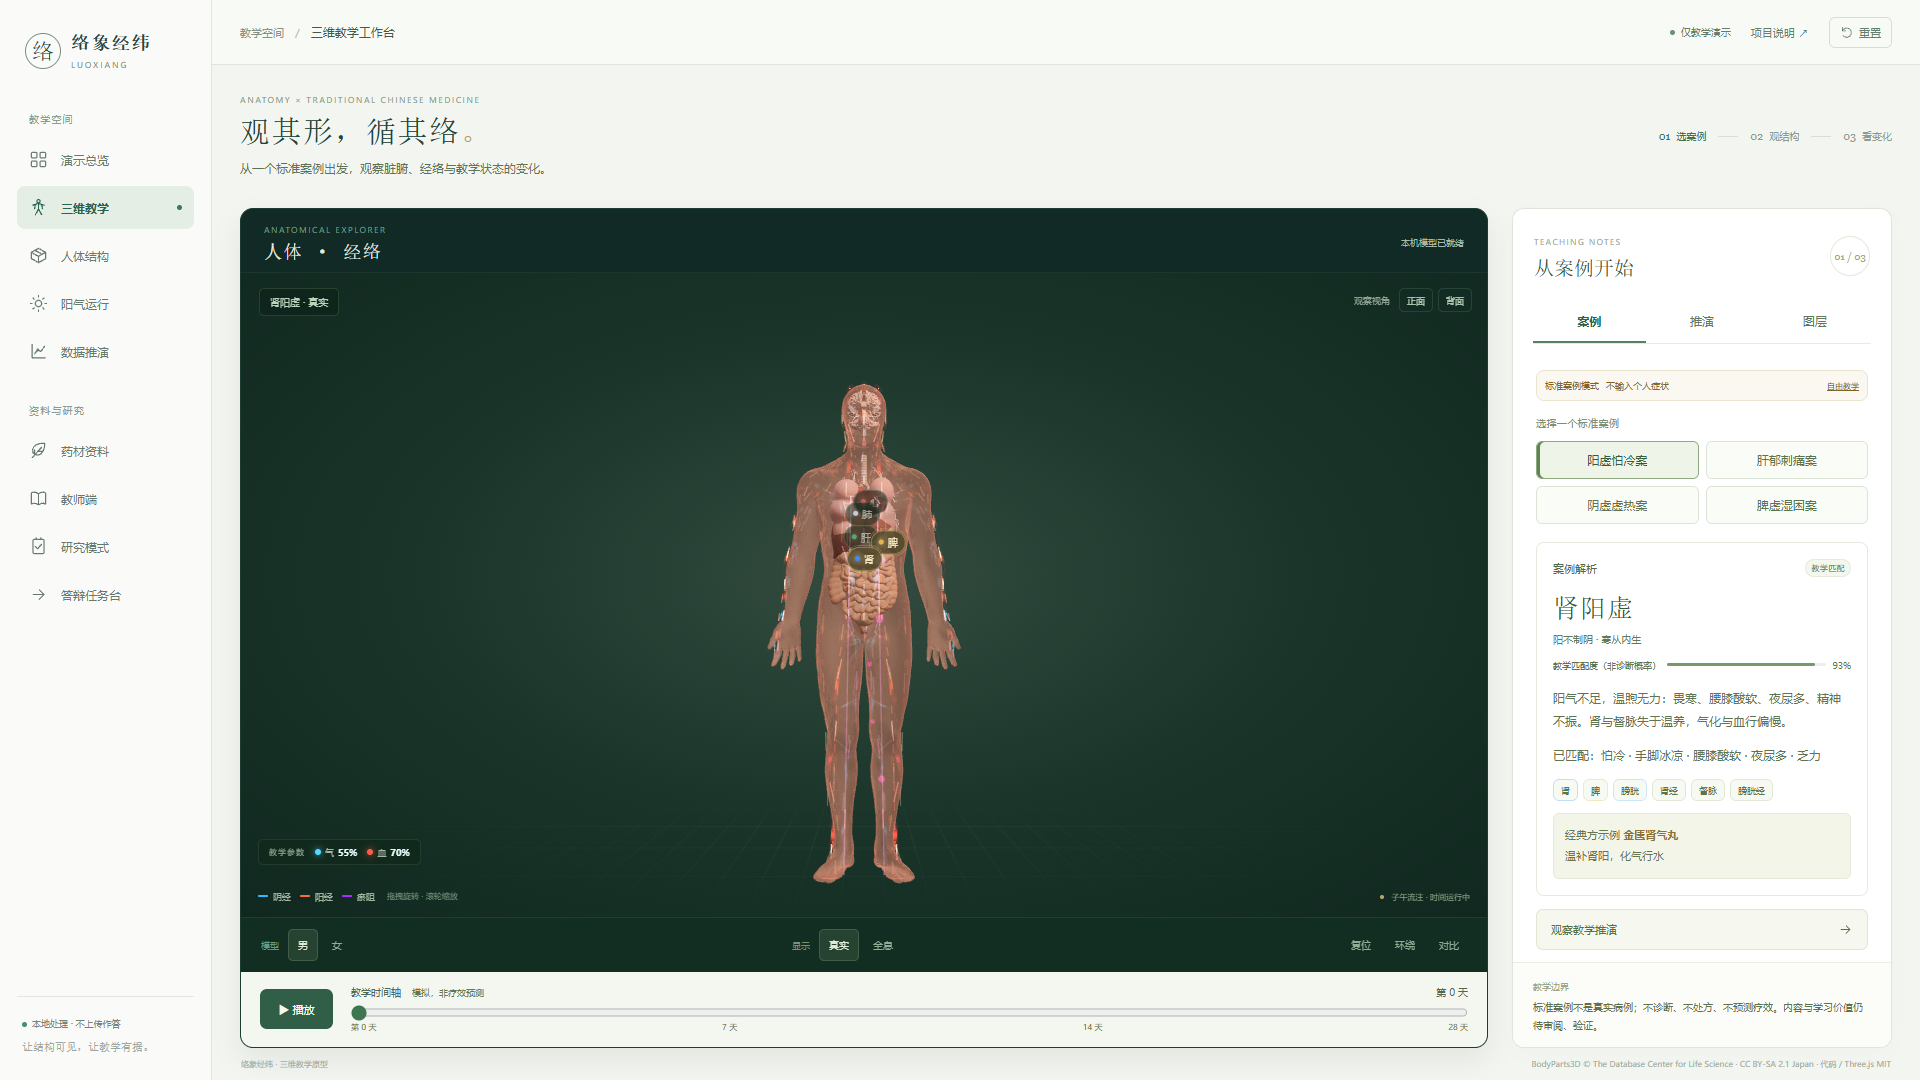 络
络象经纬
LUOXIANG
教学空间
演示总览
三维教学
人体结构
阳气运行
数据推演
资料与研究
药材资料
教师端
研究模式
答辩任务台
本地处理 · 不上传作答
让结构可见，让教学有据。
教学空间 / 三维教学工作台
仅教学演示
项目说明 ↗
重置
ANATOMY × TRADITIONAL CHINESE MEDICINE
观其形，循其络。
从一个标准案例出发，观察脏腑、经络与教学状态的变化。
01 选案例
02 观结构
03 看变化
ANATOMICAL EXPLORER
人体 · 经络
本机模型已就绪
肾阳虚 · 真实
观察视角 正面 背面
心
肺
肝
脾
肾
教学参数 气 55% 血 70%
阴经 阳经 瘀阻 拖拽旋转 · 滚轮缩放
子午流注 · 时间运行中
模型 男 女
显示 真实 全息
复位 环绕 对比
▶ 播放
教学时间轴 模拟，非疗效预测
第 0 天
第 0 天 7 天 14 天 28 天
络象经纬 · 三维教学原型
TEACHING NOTES
从案例开始
01 / 03
案例 推演 图层
标准案例模式 不输入个人症状 自由教学
选择一个标准案例
阳虚怕冷案 肝郁刺痛案
阴虚虚热案 脾虚湿困案
案例解析 教学匹配
肾阳虚
阳不制阴 · 寒从内生
教学匹配度（非诊断概率） 93%
阳气不足，温煦无力：畏寒、腰膝酸软、夜尿多、精神
不振。肾与督脉失于温养，气化与血行偏慢。
已匹配：怕冷 · 手脚冰凉 · 腰膝酸软 · 夜尿多 · 乏力
肾 脾 膀胱 肾经 督脉 膀胱经
经典方示例 金匮肾气丸
温补肾阳，化气行水
观察教学推演
教学边界
标准案例不是真实病例；不诊断、不处方、不预测疗效。内容与学习价值仍
待审阅、验证。
BodyParts3D © The Database Center for Life Science · CC BY-SA 2.1 Japan · 代码 / Three.js MIT